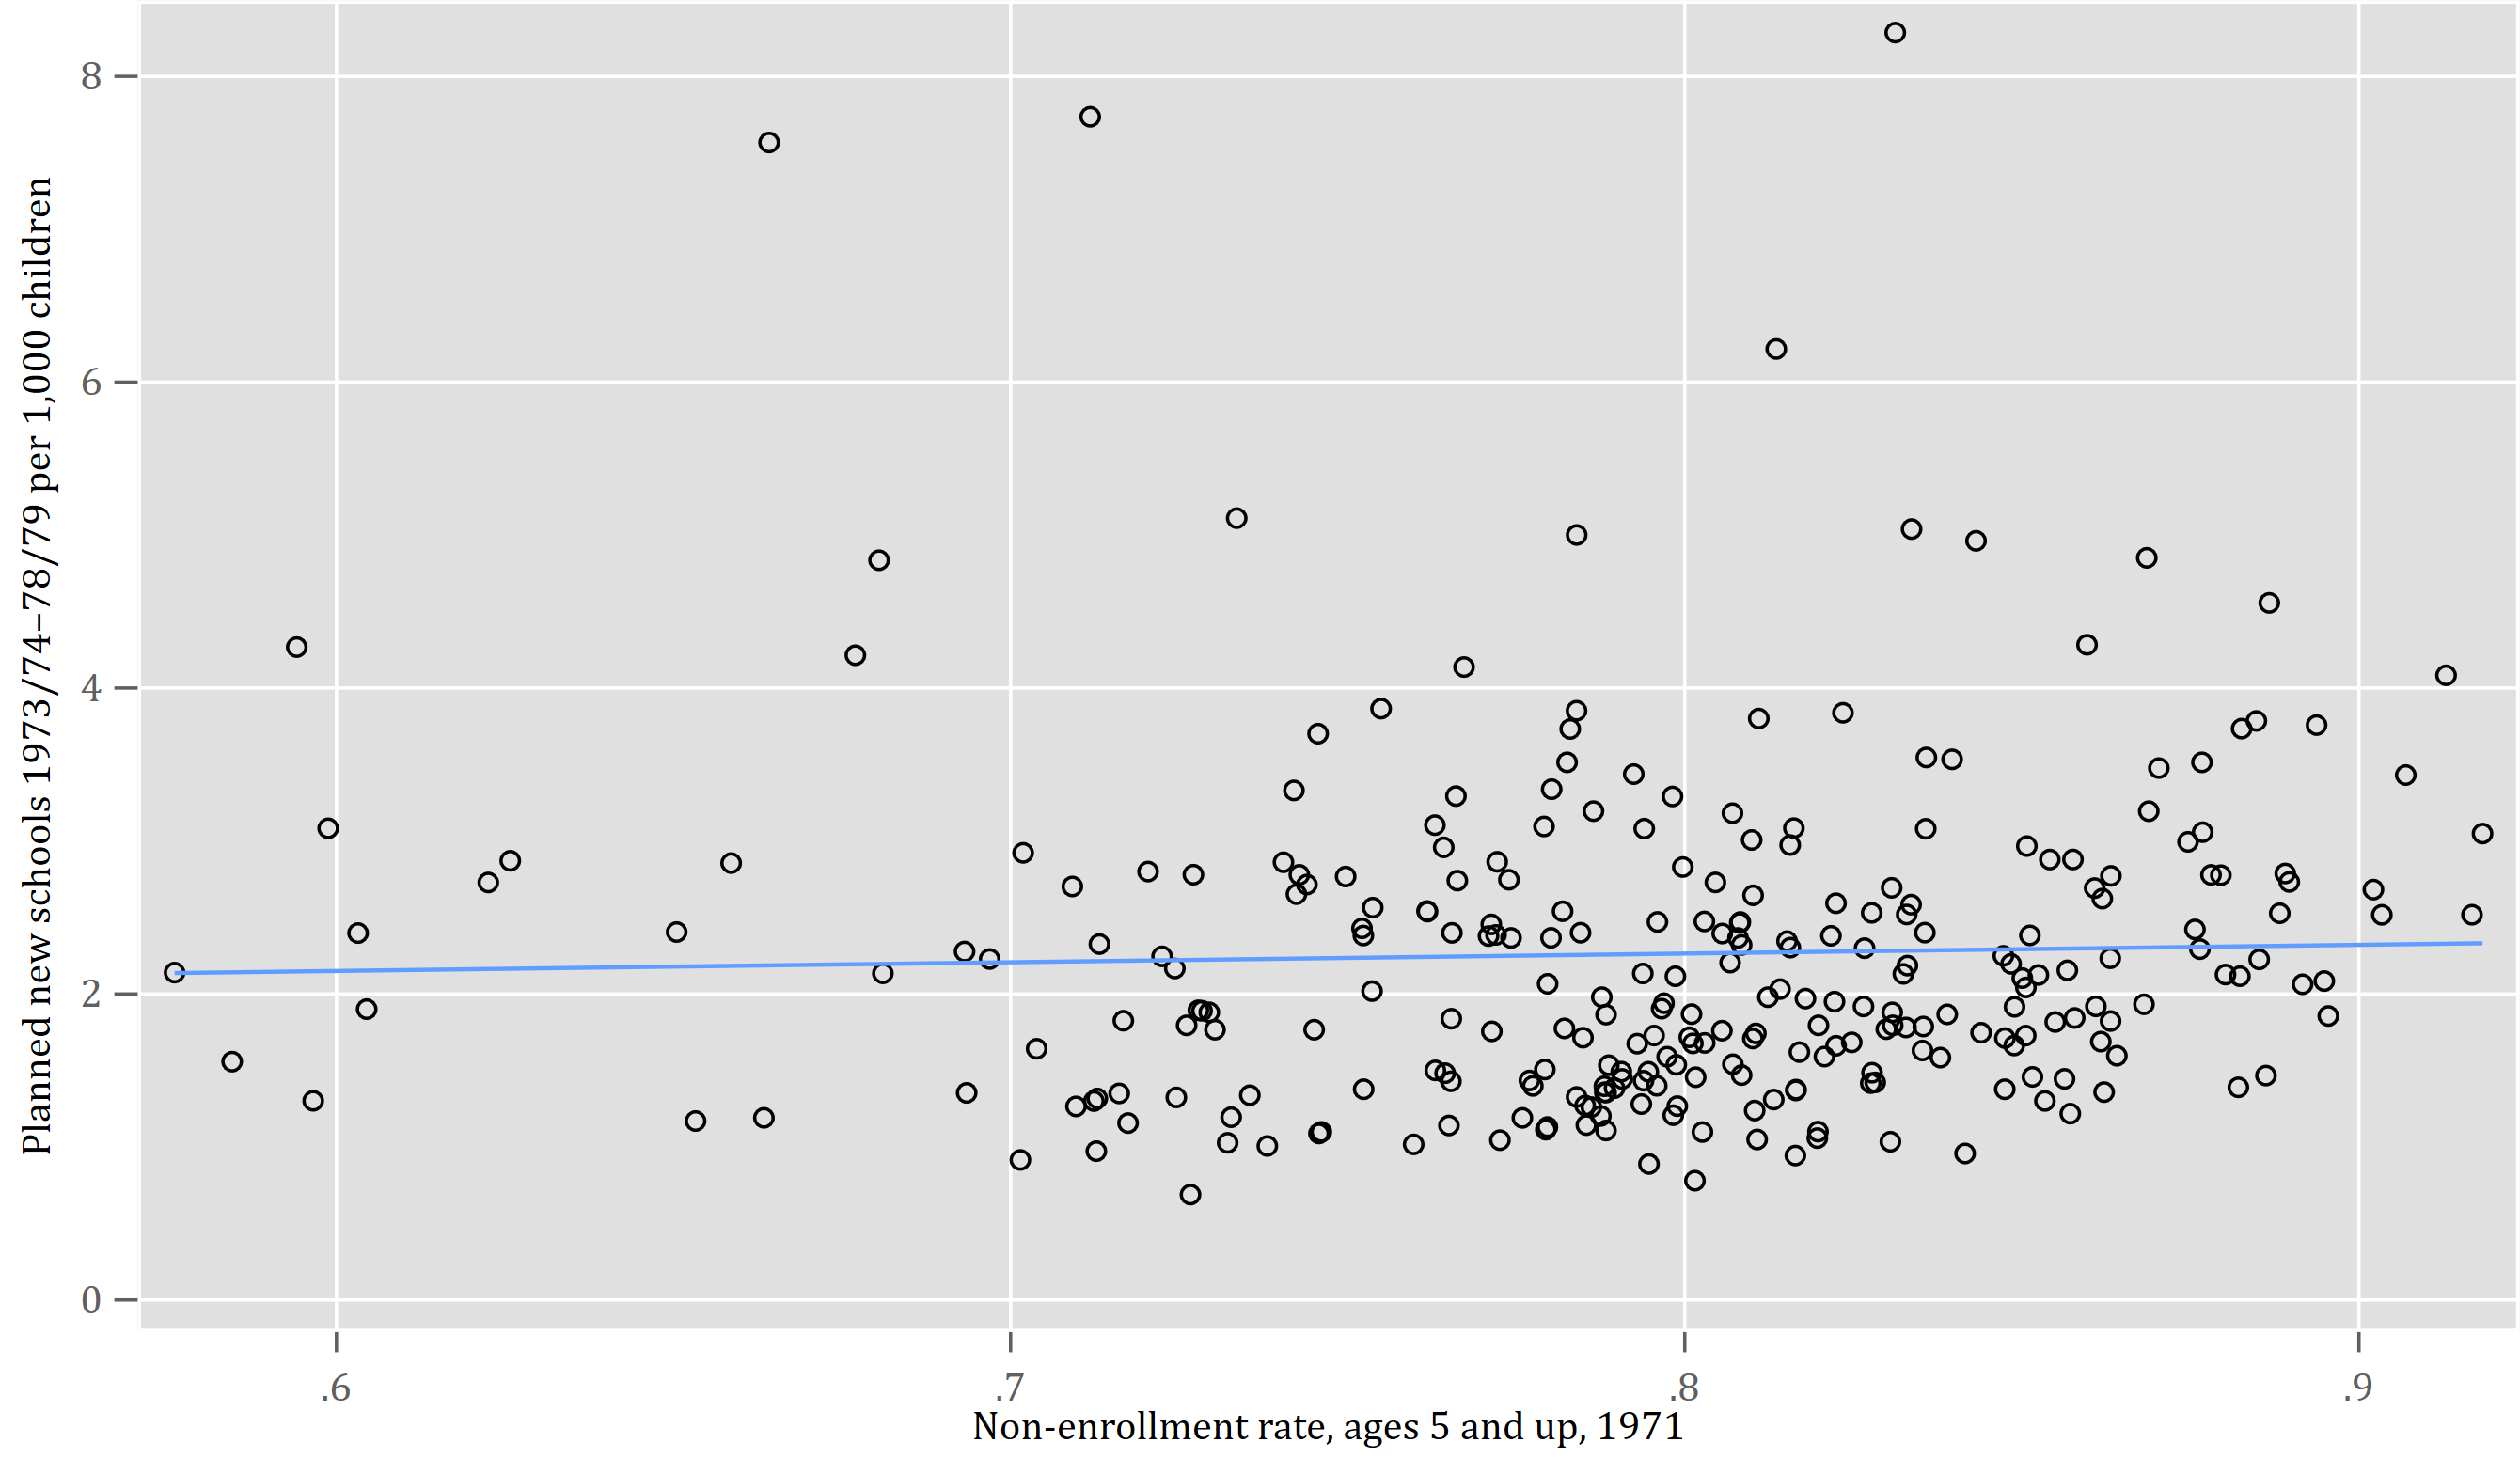 Planned new schools 1973/74–78/79 per 1,000 children
8
6
4
2
0
.6 .7 .8 .9
Non-enrollment rate, ages 5 and up, 1971